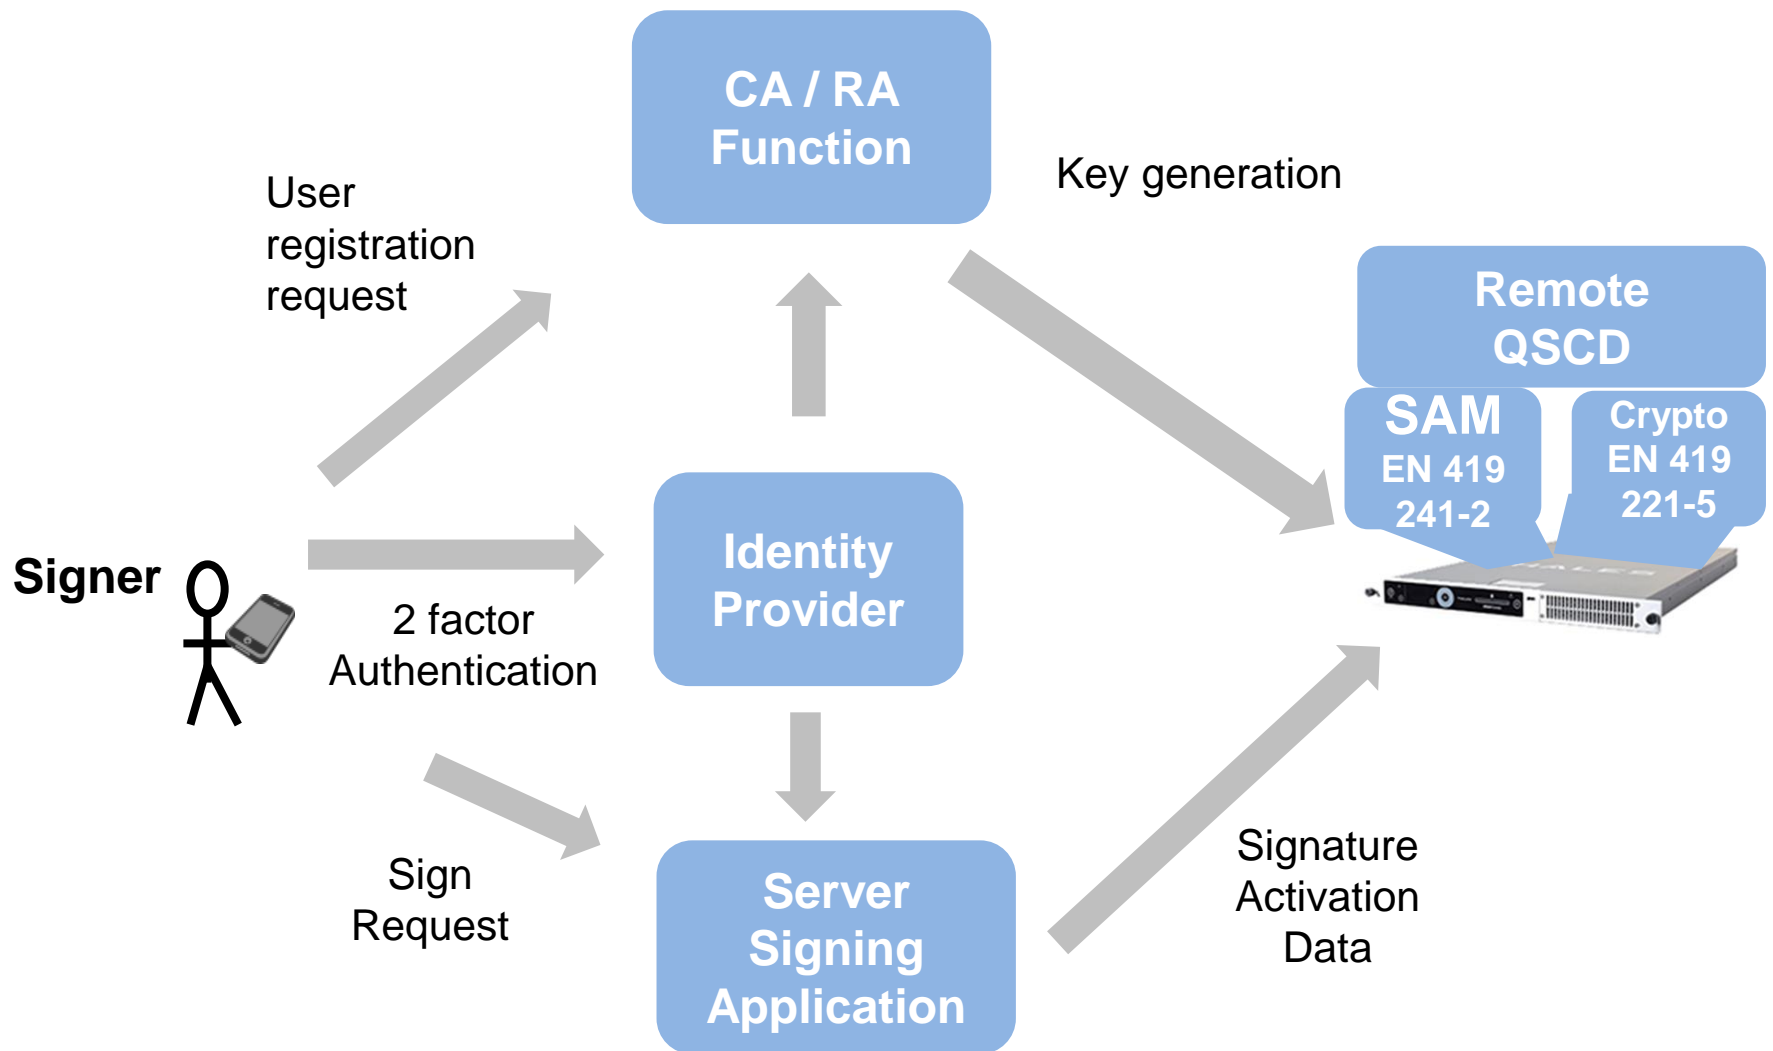 CA / RA
Function
User
registration
request
Key generation
Remote
QSCD
SAM
EN 419
241-2
Crypto
EN 419
221-5
Signer
2 factor
Authentication
Identity
Provider
Sign
Request
Server
Signing
Application
Signature
Activation
Data